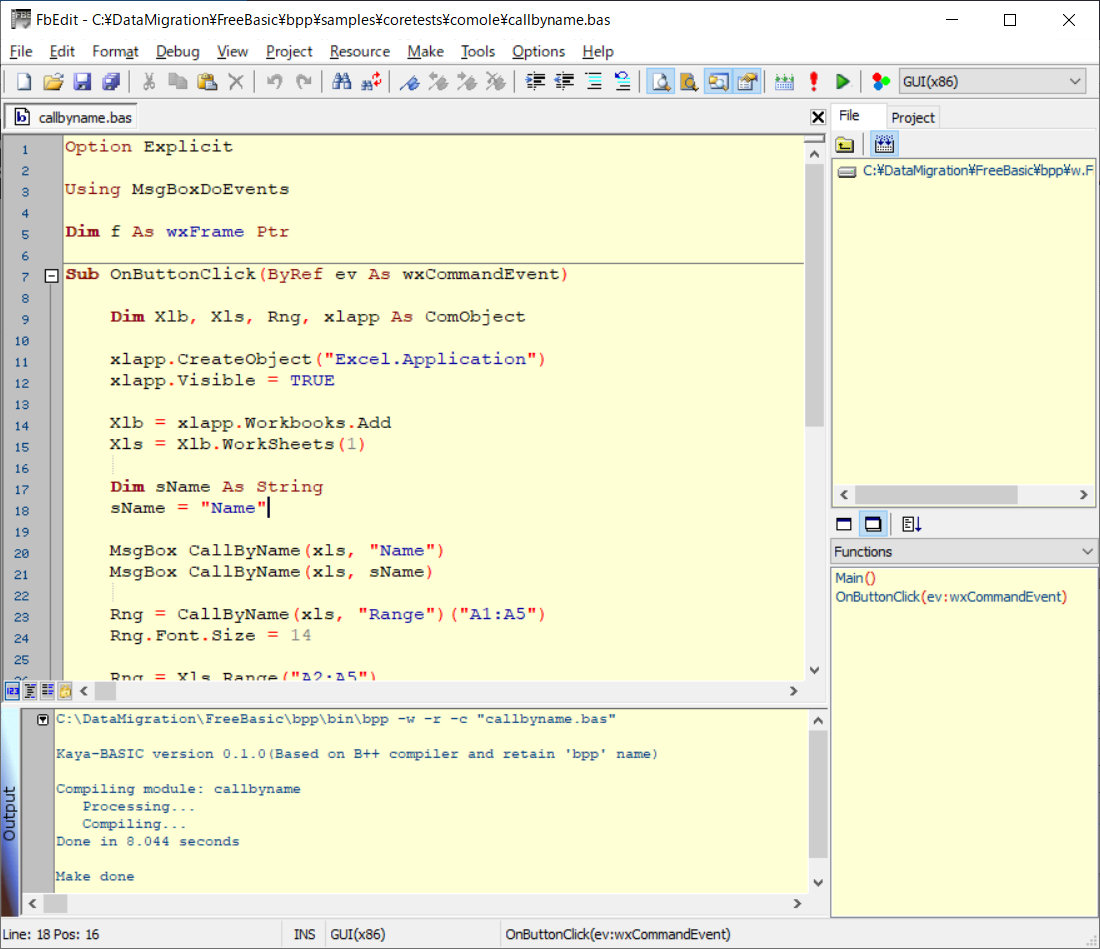 FbEdit - C:¥DataMigration¥FreeBasic¥bpp¥samples¥coretests¥comole¥callbyname.bas
File Edit Format Debug View Project Resource Make Tools Options Help
GUI(x86)
callbyname.bas
1 Option Explicit
2
3 Using MsgBoxDoEvents
4
5 Dim f As wxFrame Ptr
6
7 Sub OnButtonClick(ByRef ev As wxCommandEvent)
8
9 Dim Xlb, Xls, Rng, xlapp As ComObject
10
11 xlapp.CreateObject("Excel.Application")
12 xlapp.Visible = TRUE
13
14 Xlb = xlapp.Workbooks.Add
15 Xls = Xlb.WorkSheets(1)
16
17 Dim sName As String
18 sName = "Name"
19
20 MsgBox CallByName(xls, "Name")
21 MsgBox CallByName(xls, sName)
22
23 Rng = CallByName(xls, "Range")("A1:A5")
24 Rng.Font.Size = 14
25
Rng = Xls.Range("A2:A5")
File Project
C:¥DataMigration¥FreeBasic¥bpp¥w.F
Functions
Main()
OnButtonClick(ev:wxCommandEvent)
Output
C:\DataMigration\FreeBasic\bpp\bin\bpp -w -r -c "callbyname.bas"
Kaya-BASIC version 0.1.0(Based on B++ compiler and retain 'bpp' name)
Compiling module: callbyname
Processing...
Compiling...
Done in 8.044 seconds
Make done
Line: 18 Pos: 16 INS GUI(x86) OnButtonClick(ev:wxCommandEvent)